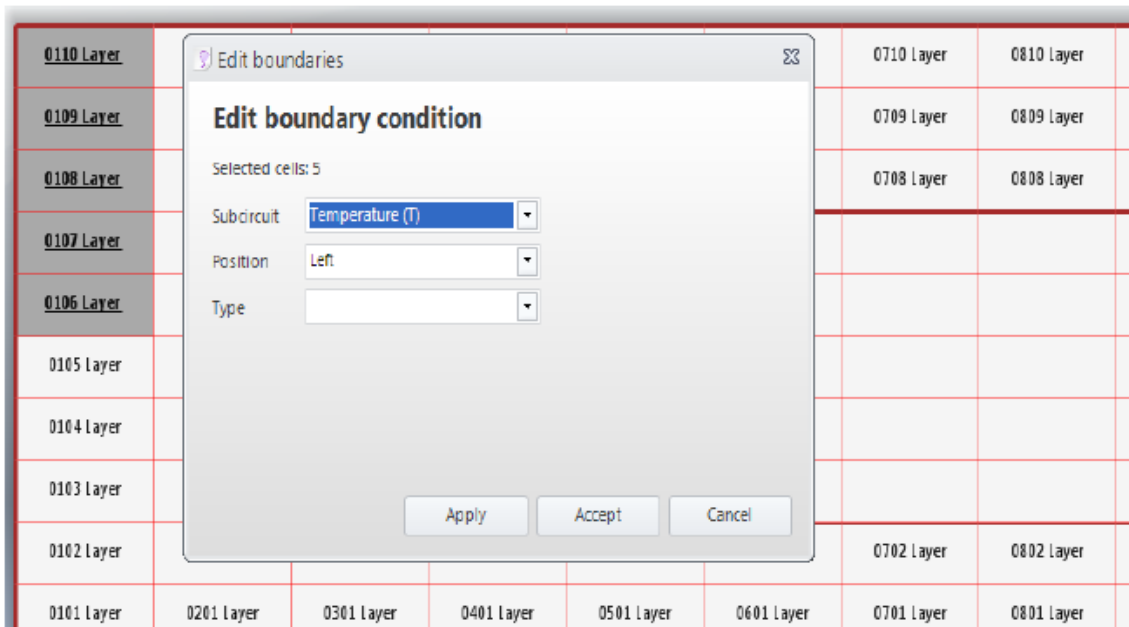 0110 Layer
0710 Layer
0810 Layer
Edit boundaries
0109 Layer
Edit boundary condition
0709 Layer
0809 Layer
Selected cells: 5
0108 Layer
0708 Layer
0808 Layer
Subcircuit Temperature (T)
0107 Layer
Position Left
0106 Layer
Type
0105 Layer
0104 Layer
0103 Layer
Apply Accept Cancel
0102 Layer
0702 Layer
0802 Layer
0101 Layer 0201 Layer 0301 Layer 0401 Layer 0501 Layer 0601 Layer 0701 Layer 0801 Layer